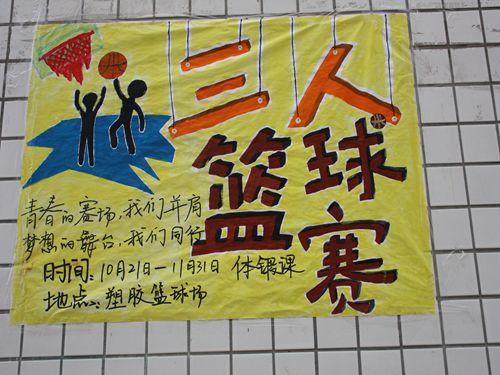 三人
篮球
赛
青春的赛场,我们并肩
梦想的舞台,我们同行
时间:10月21日—11月31日 体锻课
地点:塑胶篮球场